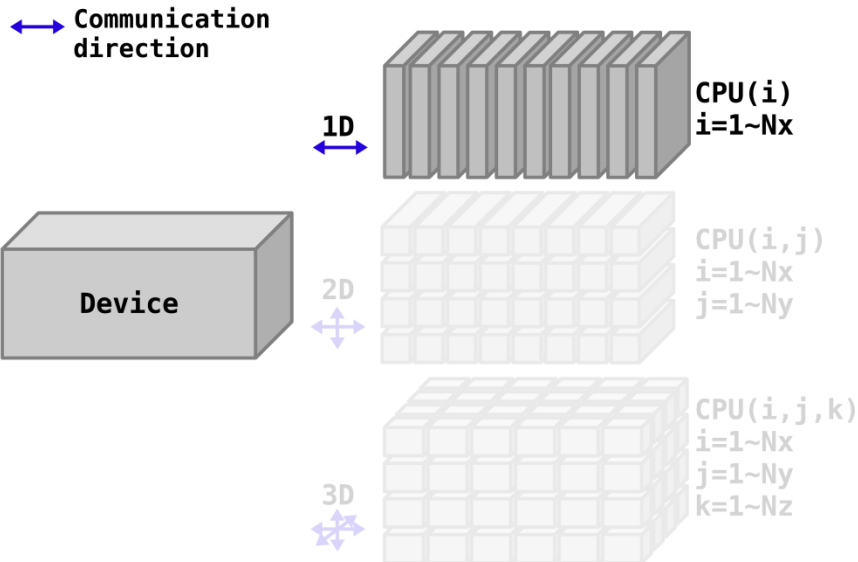 Communication
direction
1D
CPU(i)
i=1~Nx
Device
2D
CPU(i,j)
i=1~Nx
j=1~Ny
3D
CPU(i,j,k)
i=1~Nx
j=1~Ny
k=1~Nz